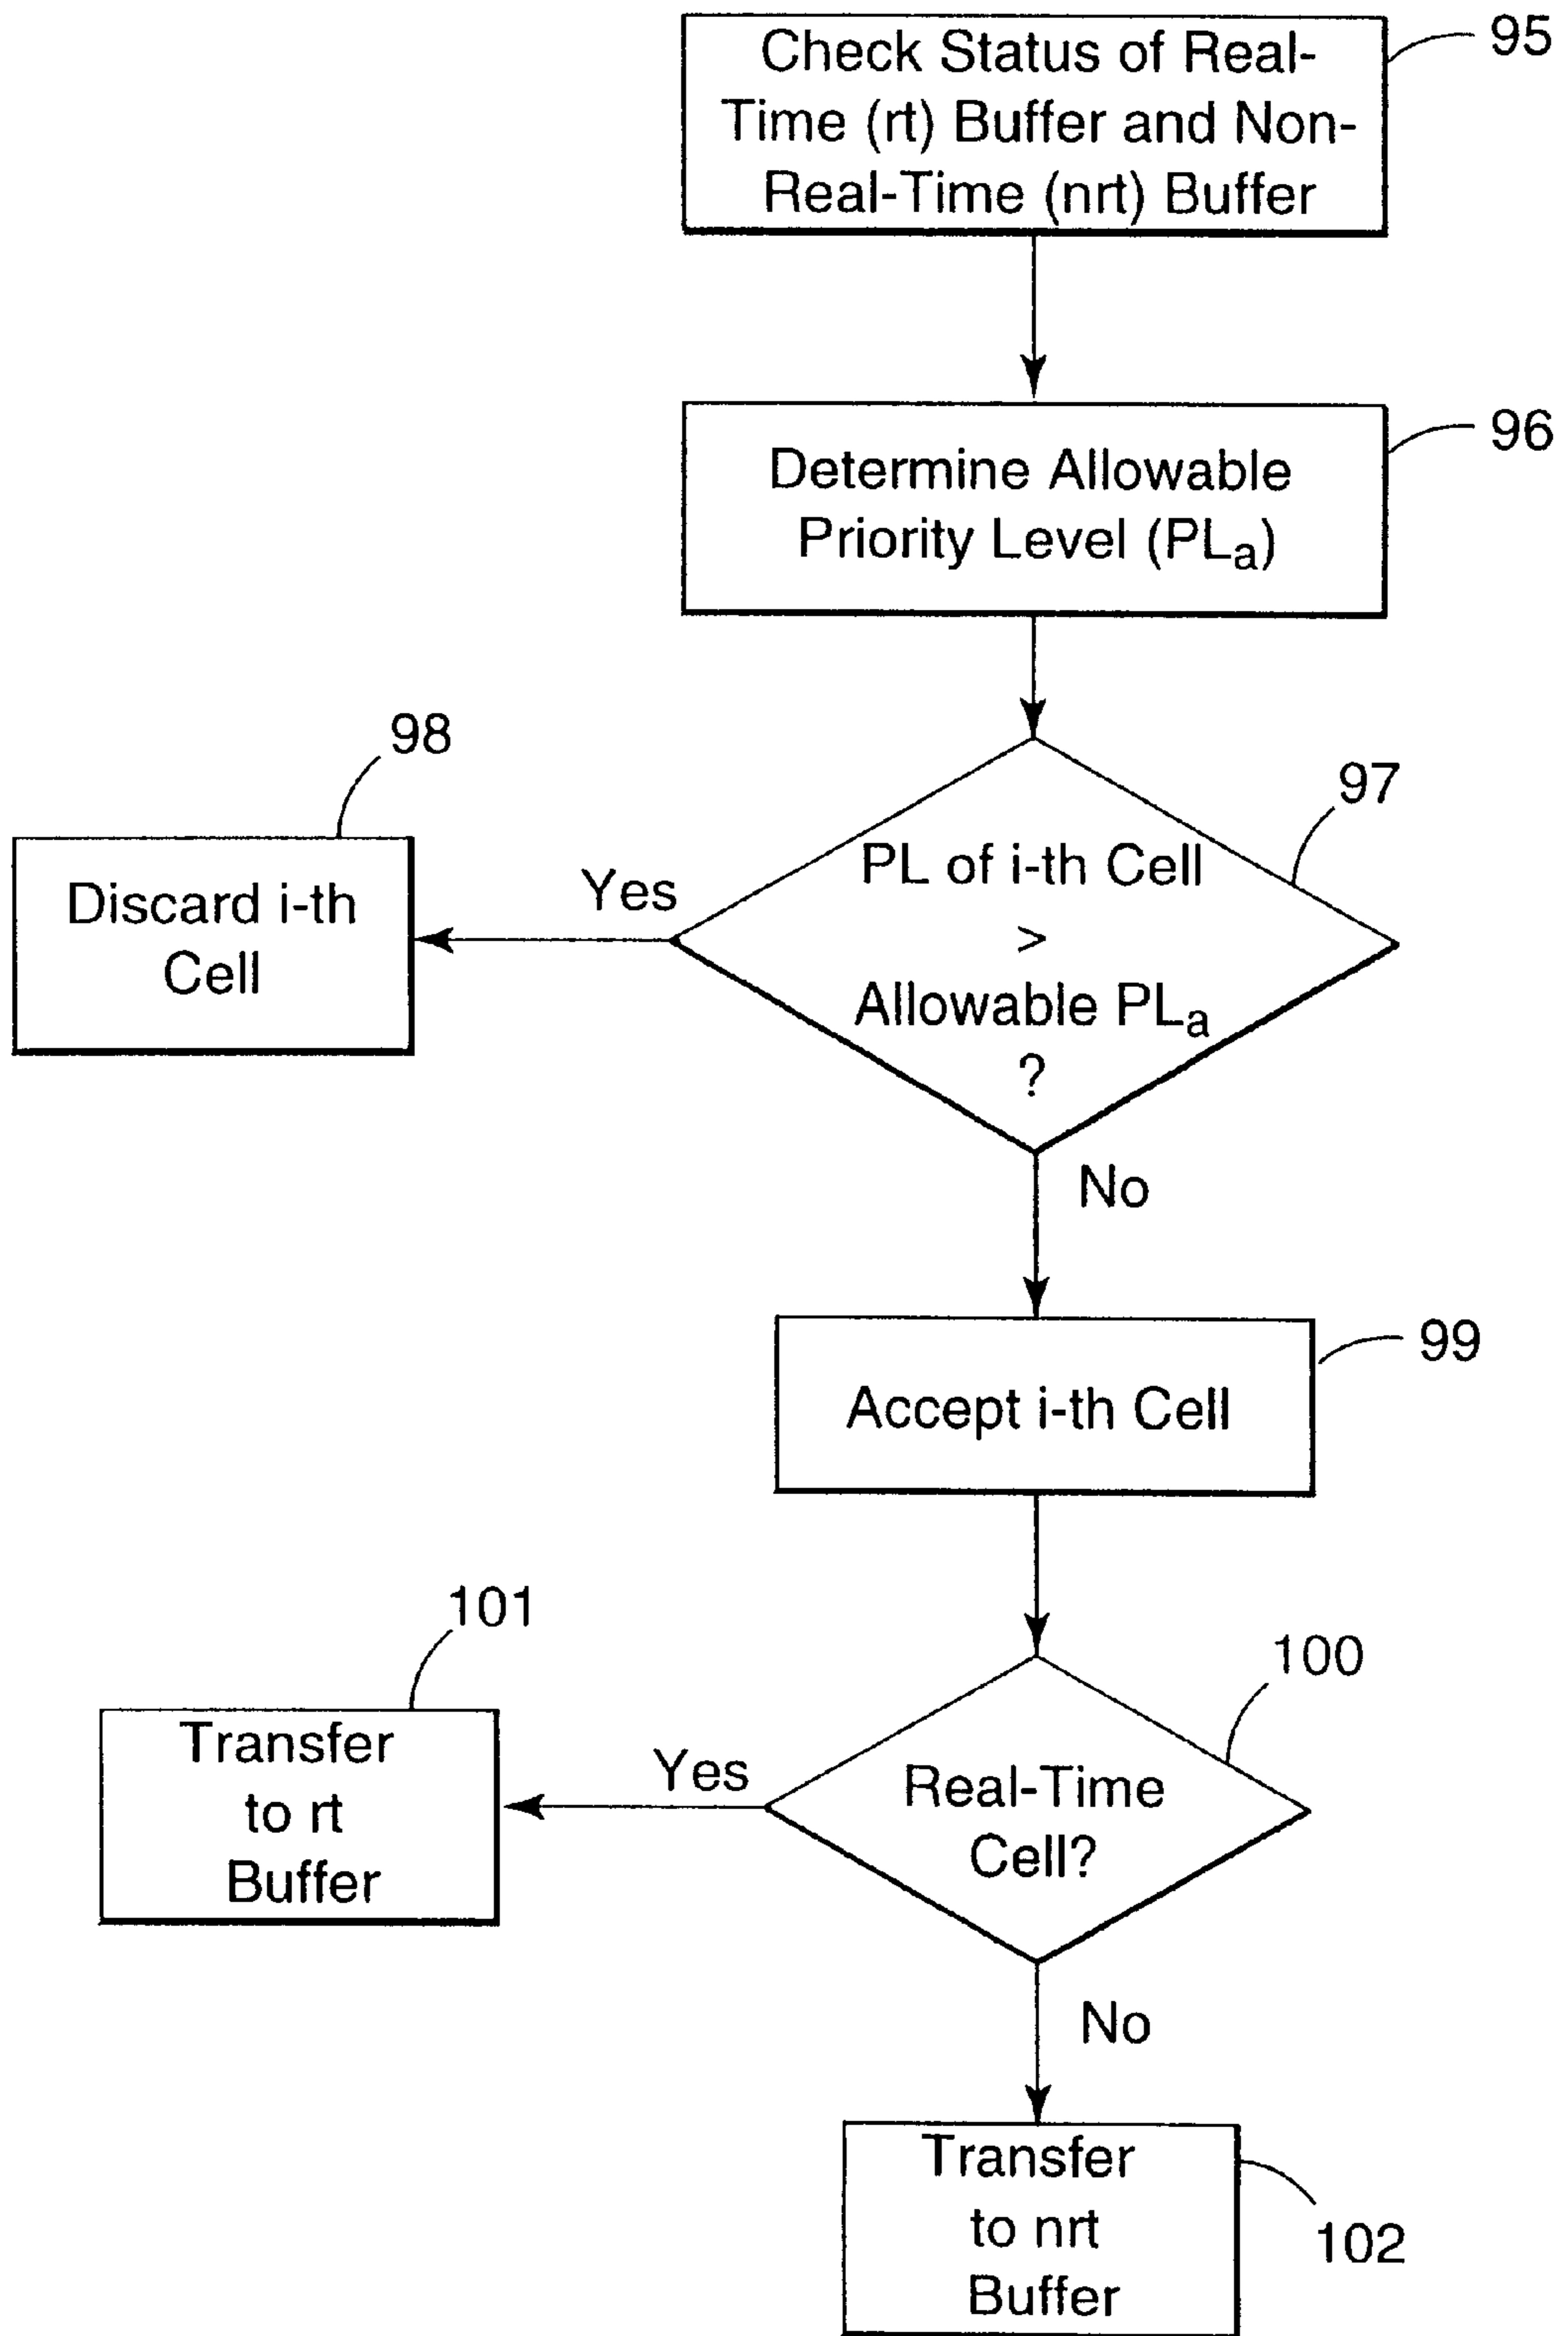 Check Status of Real-
Time (rt) Buffer and Non-
Real-Time (nrt) Buffer
95
Determine Allowable
Priority Level (PLa)
96
98
Discard i-th
Cell
Yes
97
PL of i-th Cell
>
Allowable PLa
?
No
Accept i-th Cell
99
101
Transfer
to rt
Buffer
Yes
100
Real-Time
Cell?
No
Transfer
to nrt
Buffer
102